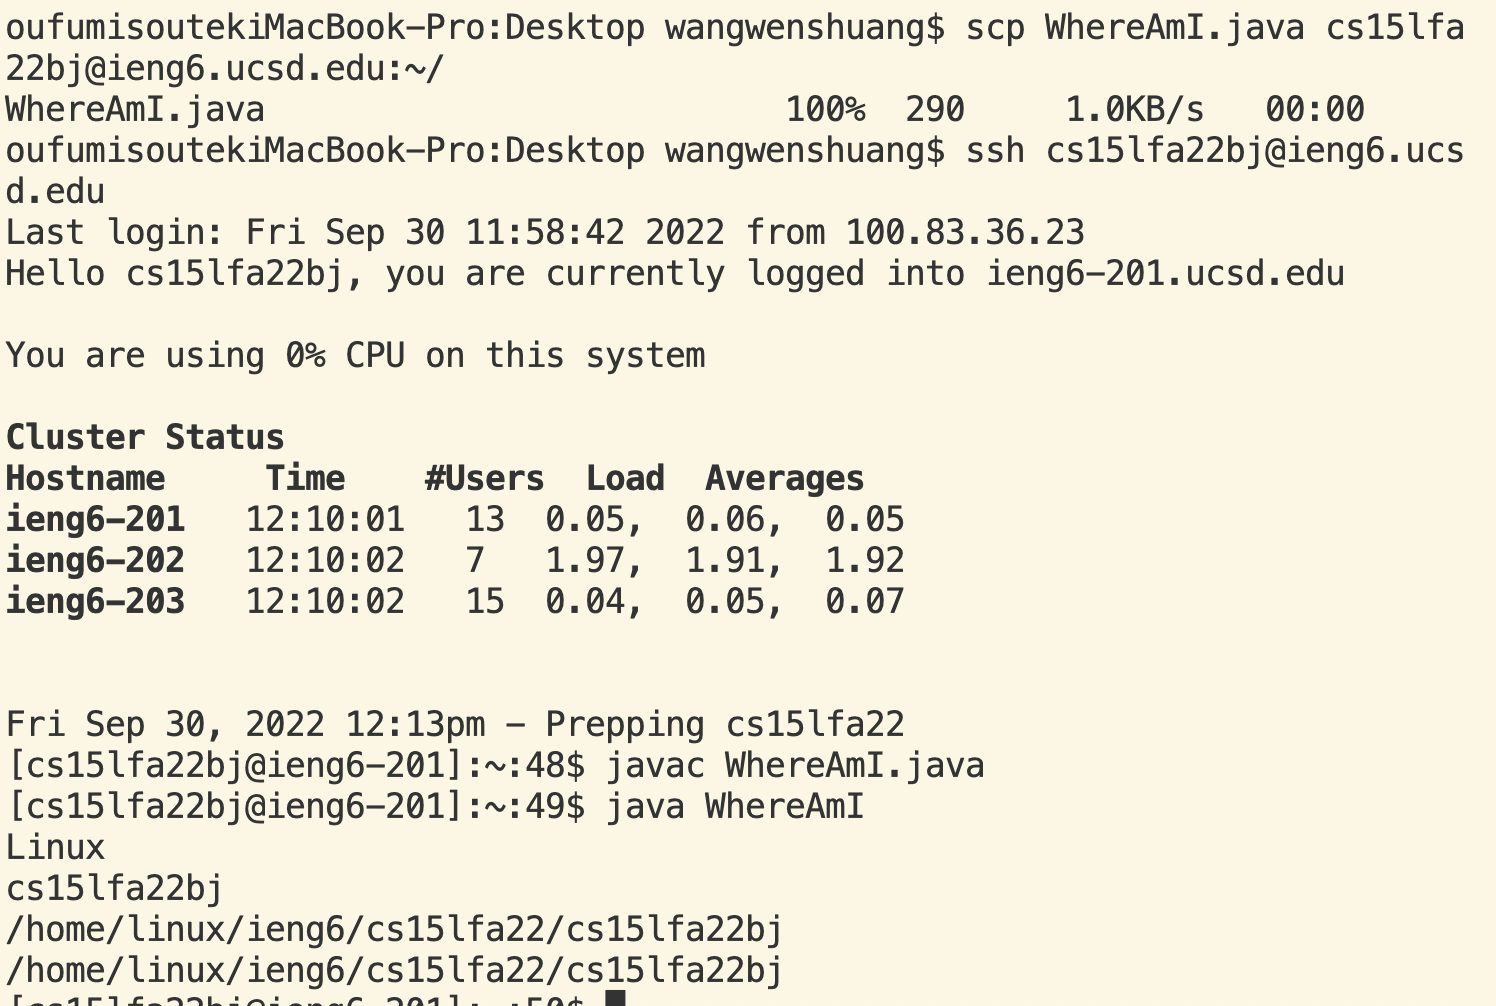 oufumisoutekiMacBook-Pro:Desktop wangwenshuang$ scp WhereAmI.java cs15lfa
22bj@ieng6.ucsd.edu:~/
WhereAmI.java 100% 290 1.0KB/s 00:00
oufumisoutekiMacBook-Pro:Desktop wangwenshuang$ ssh cs15lfa22bj@ieng6.ucs
d.edu
Last login: Fri Sep 30 11:58:42 2022 from 100.83.36.23
Hello cs15lfa22bj, you are currently logged into ieng6-201.ucsd.edu
You are using 0% CPU on this system
Cluster Status
Hostname Time #Users Load Averages
ieng6-201 12:10:01 13 0.05, 0.06, 0.05
ieng6-202 12:10:02 7 1.97, 1.91, 1.92
ieng6-203 12:10:02 15 0.04, 0.05, 0.07
Fri Sep 30, 2022 12:13pm - Prepping cs15lfa22
[cs15lfa22bj@ieng6-201]:~:48$ javac WhereAmI.java
[cs15lfa22bj@ieng6-201]:~:49$ java WhereAmI
Linux
cs15lfa22bj
/home/linux/ieng6/cs15lfa22/cs15lfa22bj
/home/linux/ieng6/cs15lfa22/cs15lfa22bj
[cs15lfa22bj@ieng6-201]:~:50$